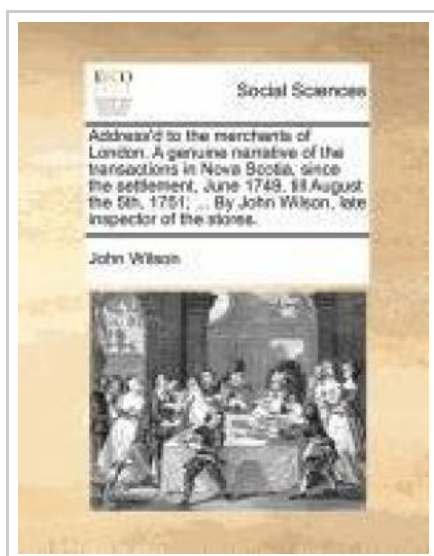 ECCO
Social Sciences
Address'd to the merchants of
London. A genuine narrative of the
transactions in Nova Scotia, since
the settlement, June 1749, till August
the 5th, 1751; ... By John Wilson, late
inspector of the stores.
John Wilson